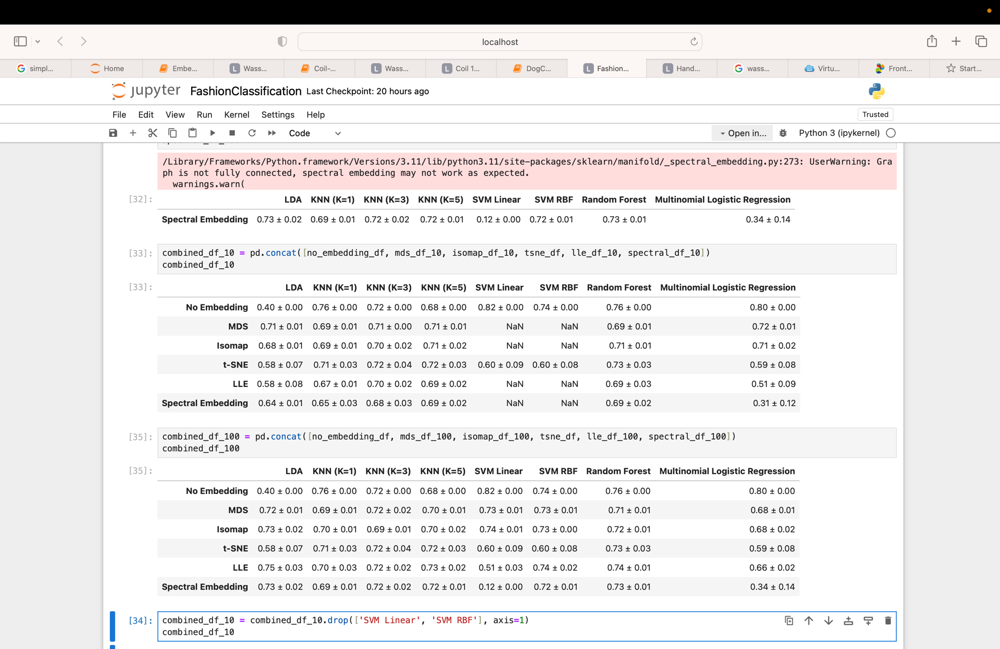 localhost
simpl...
Home
Embe...
L Wass...
Coil-...
L Wass...
L Coil 1...
DogC...
L Fashion...
L Hand...
wass...
Virtu...
Front...
Start...
jupyter FashionClassification Last Checkpoint: 20 hours ago
File Edit View Run Kernel Settings Help Trusted
Code Open in... Python 3 (ipykernel)
/Library/Frameworks/Python.framework/Versions/3.11/lib/python3.11/site-packages/sklearn/manifold/_spectral_embedding.py:273: UserWarning: Gra
ph is not fully connected, spectral embedding may not work as expected.
warnings.warn(
[32]: LDA KNN (K=1) KNN (K=3) KNN (K=5) SVM Linear SVM RBF Random Forest Multinomial Logistic Regression
Spectral Embedding 0.73 ± 0.02 0.69 ± 0.01 0.72 ± 0.02 0.72 ± 0.01 0.12 ± 0.00 0.72 ± 0.01 0.73 ± 0.01 0.34 ± 0.14
[33]: combined_df_10 = pd.concat([no_embedding_df, mds_df_10, isomap_df_10, tsne_df, lle_df_10, spectral_df_10])
combined_df_10
[33]: LDA KNN (K=1) KNN (K=3) KNN (K=5) SVM Linear SVM RBF Random Forest Multinomial Logistic Regression
No Embedding 0.40 ± 0.00 0.76 ± 0.00 0.72 ± 0.00 0.68 ± 0.00 0.82 ± 0.00 0.74 ± 0.00 0.76 ± 0.00 0.80 ± 0.00
MDS 0.71 ± 0.01 0.69 ± 0.01 0.71 ± 0.00 0.71 ± 0.01 NaN NaN 0.69 ± 0.01 0.72 ± 0.01
Isomap 0.68 ± 0.01 0.69 ± 0.01 0.70 ± 0.02 0.71 ± 0.02 NaN NaN 0.71 ± 0.01 0.71 ± 0.02
t-SNE 0.58 ± 0.07 0.71 ± 0.03 0.72 ± 0.04 0.72 ± 0.03 0.60 ± 0.09 0.60 ± 0.08 0.73 ± 0.03 0.59 ± 0.08
LLE 0.58 ± 0.08 0.67 ± 0.01 0.70 ± 0.02 0.69 ± 0.02 NaN NaN 0.69 ± 0.03 0.51 ± 0.09
Spectral Embedding 0.64 ± 0.01 0.65 ± 0.03 0.68 ± 0.03 0.69 ± 0.02 NaN NaN 0.69 ± 0.02 0.31 ± 0.12
[35]: combined_df_100 = pd.concat([no_embedding_df, mds_df_100, isomap_df_100, tsne_df, lle_df_100, spectral_df_100])
combined_df_100
[35]: LDA KNN (K=1) KNN (K=3) KNN (K=5) SVM Linear SVM RBF Random Forest Multinomial Logistic Regression
No Embedding 0.40 ± 0.00 0.76 ± 0.00 0.72 ± 0.00 0.68 ± 0.00 0.82 ± 0.00 0.74 ± 0.00 0.76 ± 0.00 0.80 ± 0.00
MDS 0.72 ± 0.01 0.69 ± 0.01 0.72 ± 0.02 0.70 ± 0.01 0.73 ± 0.01 0.73 ± 0.01 0.71 ± 0.01 0.68 ± 0.01
Isomap 0.73 ± 0.02 0.70 ± 0.01 0.69 ± 0.01 0.70 ± 0.02 0.74 ± 0.01 0.73 ± 0.00 0.72 ± 0.01 0.68 ± 0.02
t-SNE 0.58 ± 0.07 0.71 ± 0.03 0.72 ± 0.04 0.72 ± 0.03 0.60 ± 0.09 0.60 ± 0.08 0.73 ± 0.03 0.59 ± 0.08
LLE 0.75 ± 0.03 0.70 ± 0.03 0.72 ± 0.02 0.73 ± 0.02 0.51 ± 0.03 0.74 ± 0.02 0.74 ± 0.01 0.66 ± 0.02
Spectral Embedding 0.73 ± 0.02 0.69 ± 0.01 0.72 ± 0.02 0.72 ± 0.01 0.12 ± 0.00 0.72 ± 0.01 0.73 ± 0.01 0.34 ± 0.14
[34]: combined_df_10 = combined_df_10.drop(['SVM Linear', 'SVM RBF'], axis=1)
combined_df_10